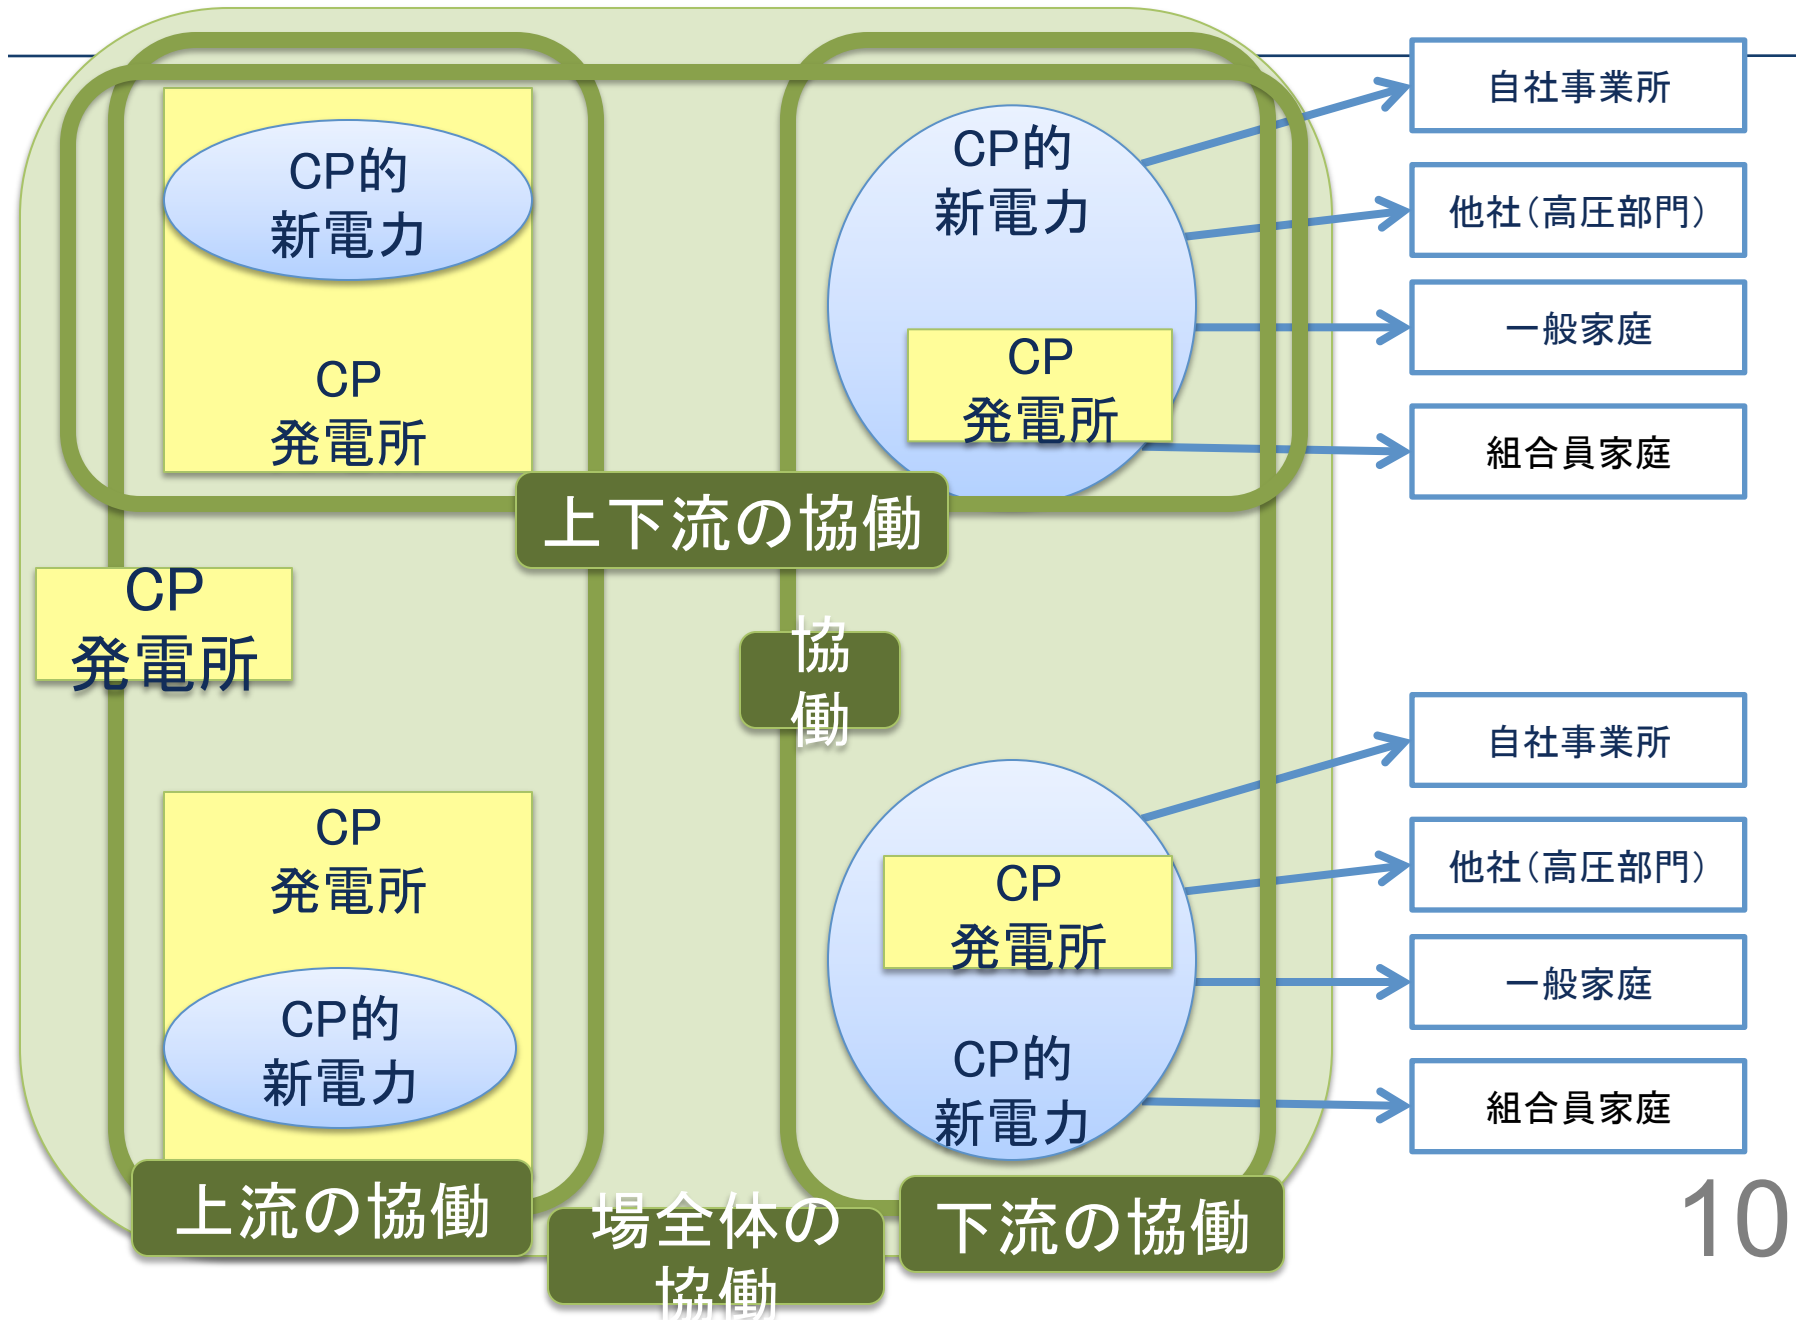 CP的
新電力
CP
発電所
CP的
新電力
CP
発電所
自社事業所
他社(高圧部門)
一般家庭
組合員家庭
上下流の協働
CP
発電所
協
働
CP
発電所
CP的
新電力
CP
発電所
CP的
新電力
自社事業所
他社(高圧部門)
一般家庭
組合員家庭
上流の協働
場全体の
協働
下流の協働
10